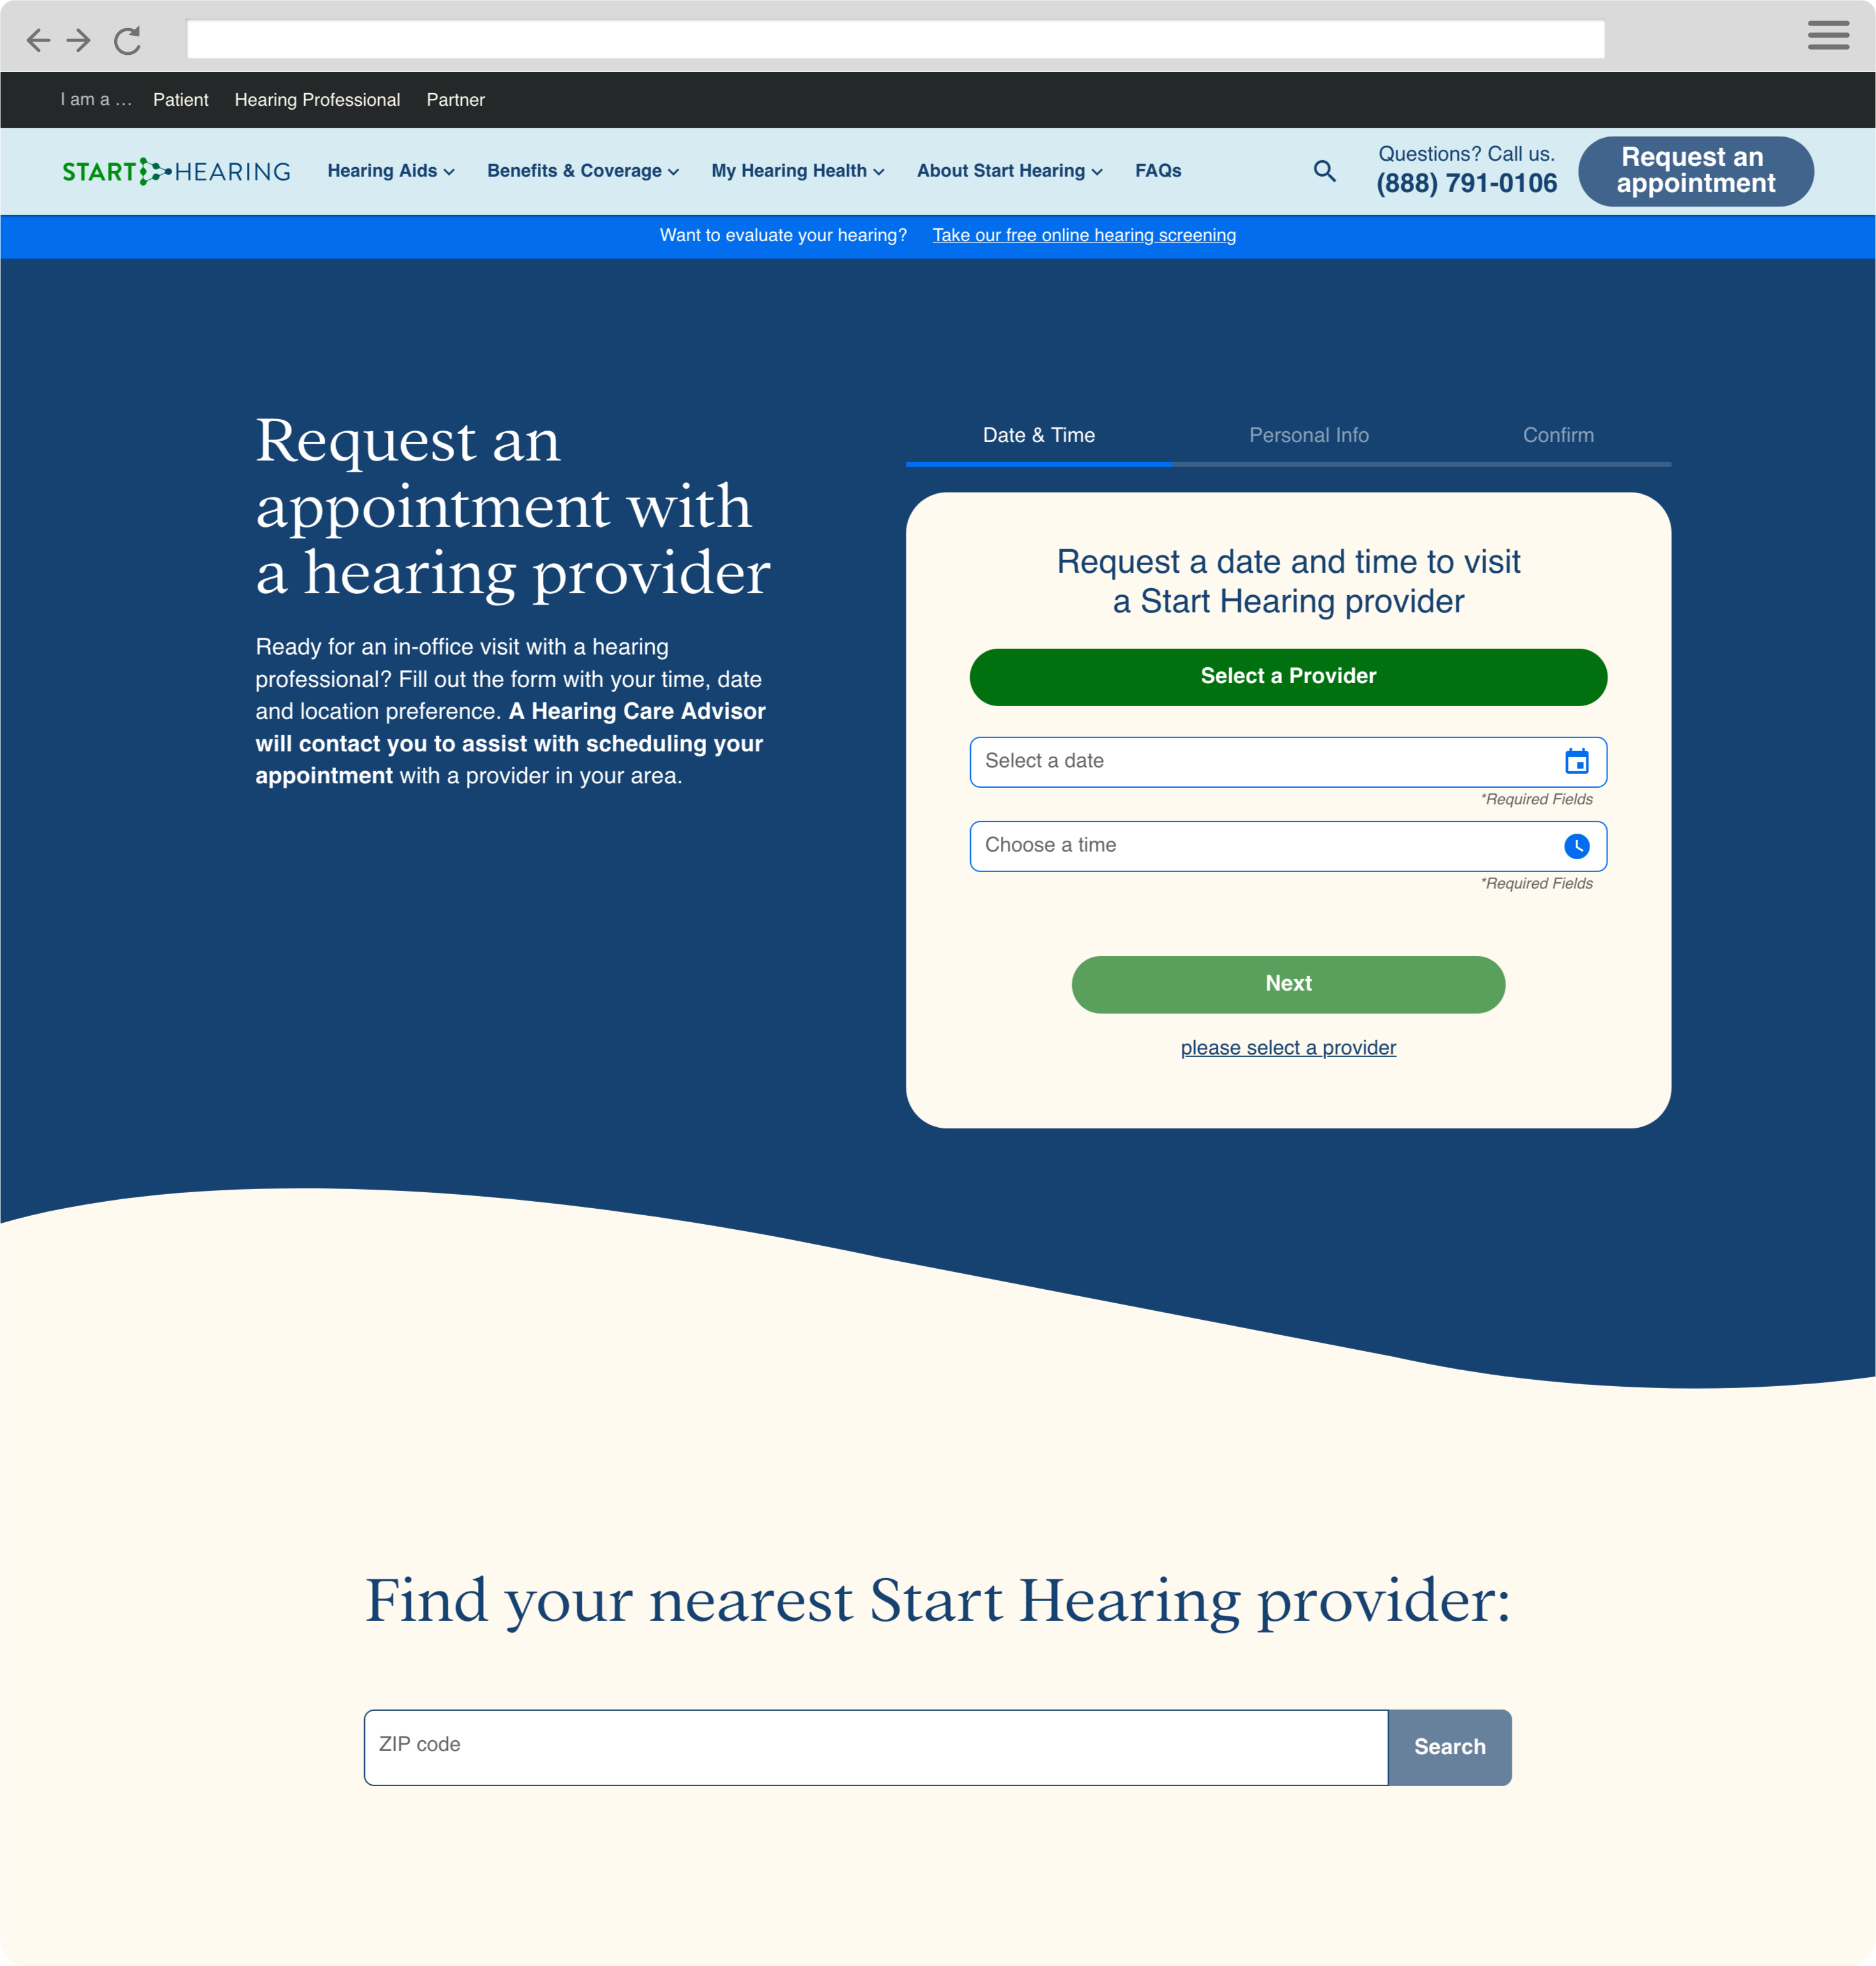 I am a ... Patient Hearing Professional Partner
START HEARING Hearing Aids Benefits & Coverage My Hearing Health About Start Hearing FAQs
Questions? Call us.
(888) 791-0106
Request an
appointment
Want to evaluate your hearing? Take our free online hearing screening
Request an
appointment with
a hearing provider
Ready for an in-office visit with a hearing
professional? Fill out the form with your time, date
and location preference. A Hearing Care Advisor
will contact you to assist with scheduling your
appointment with a provider in your area.
Date & Time Personal Info Confirm
Request a date and time to visit
a Start Hearing provider
Select a Provider
Select a date
*Required Fields
Choose a time
*Required Fields
Next
please select a provider
Find your nearest Start Hearing provider:
ZIP code Search